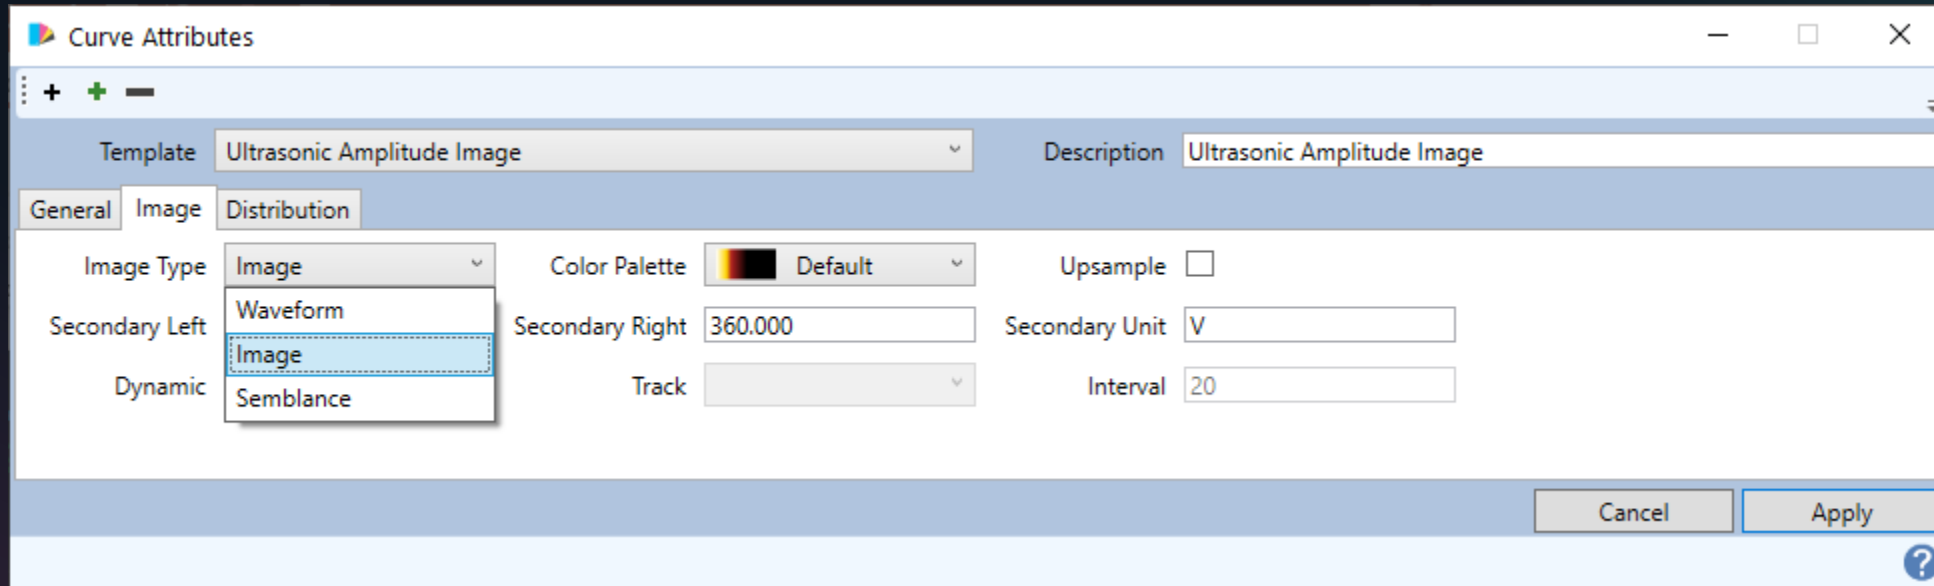 Curve Attributes
Template Ultrasonic Amplitude Image Description Ultrasonic Amplitude Image
General Image Distribution
Image Type Image Color Palette Default Upsample
Waveform
Secondary Left Secondary Right 360.000 Secondary Unit V
Image
Dynamic Track Interval 20
Semblance
Cancel Apply
?